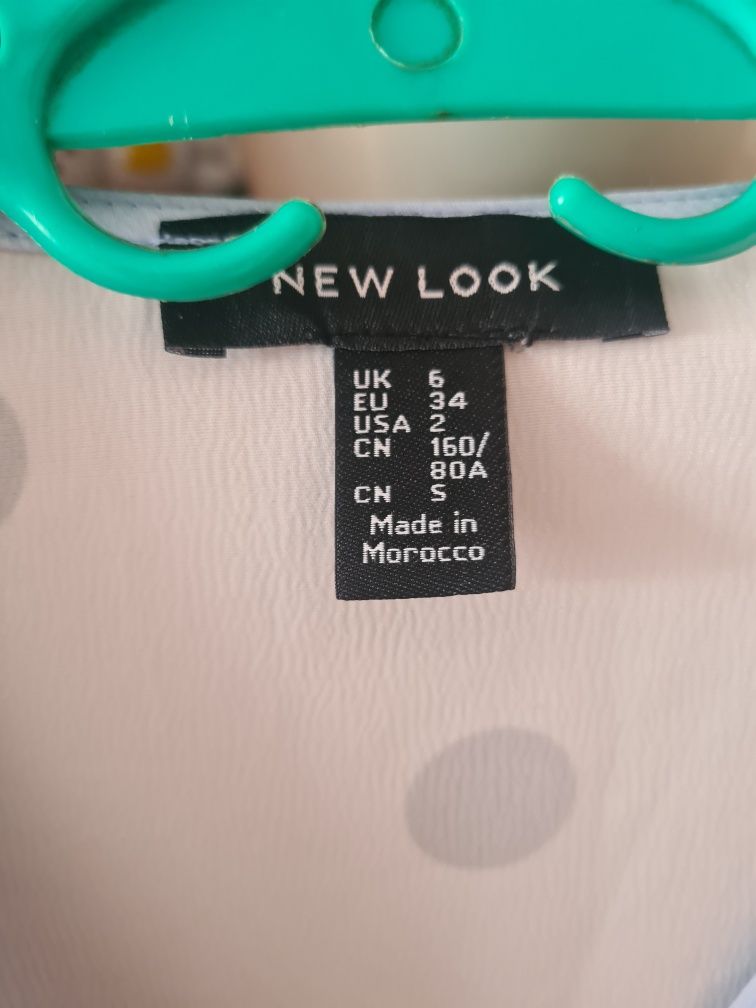 NEW LOOK
UK 6
EU 34
USA 2
CN 160/
80A
CN S
Made in
Morocco